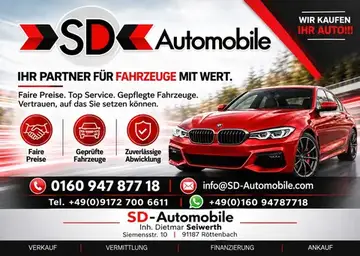 WIR KAUFEN
IHR AUTO!!!
SD Automobile
IHR PARTNER FÜR FAHRZEUGE MIT WERT.
Faire Preise. Top Service. Gepflegte Fahrzeuge.
Vertrauen, auf das Sie setzen können.
Faire Preise
Geprüfte Fahrzeuge
Zuverlässige Abwicklung
0160 947 877 18
info@SD-Automobile.com
Tel. +49(0)9172 700 6611
+49(0)160 94787718
SD-Automobile
Inh. Dietmar Seiwerth
Siemensstr. 10 | 91187 Röttenbach
VERKAUF VERMITTLUNG FINANZIERUNG ANKAUF